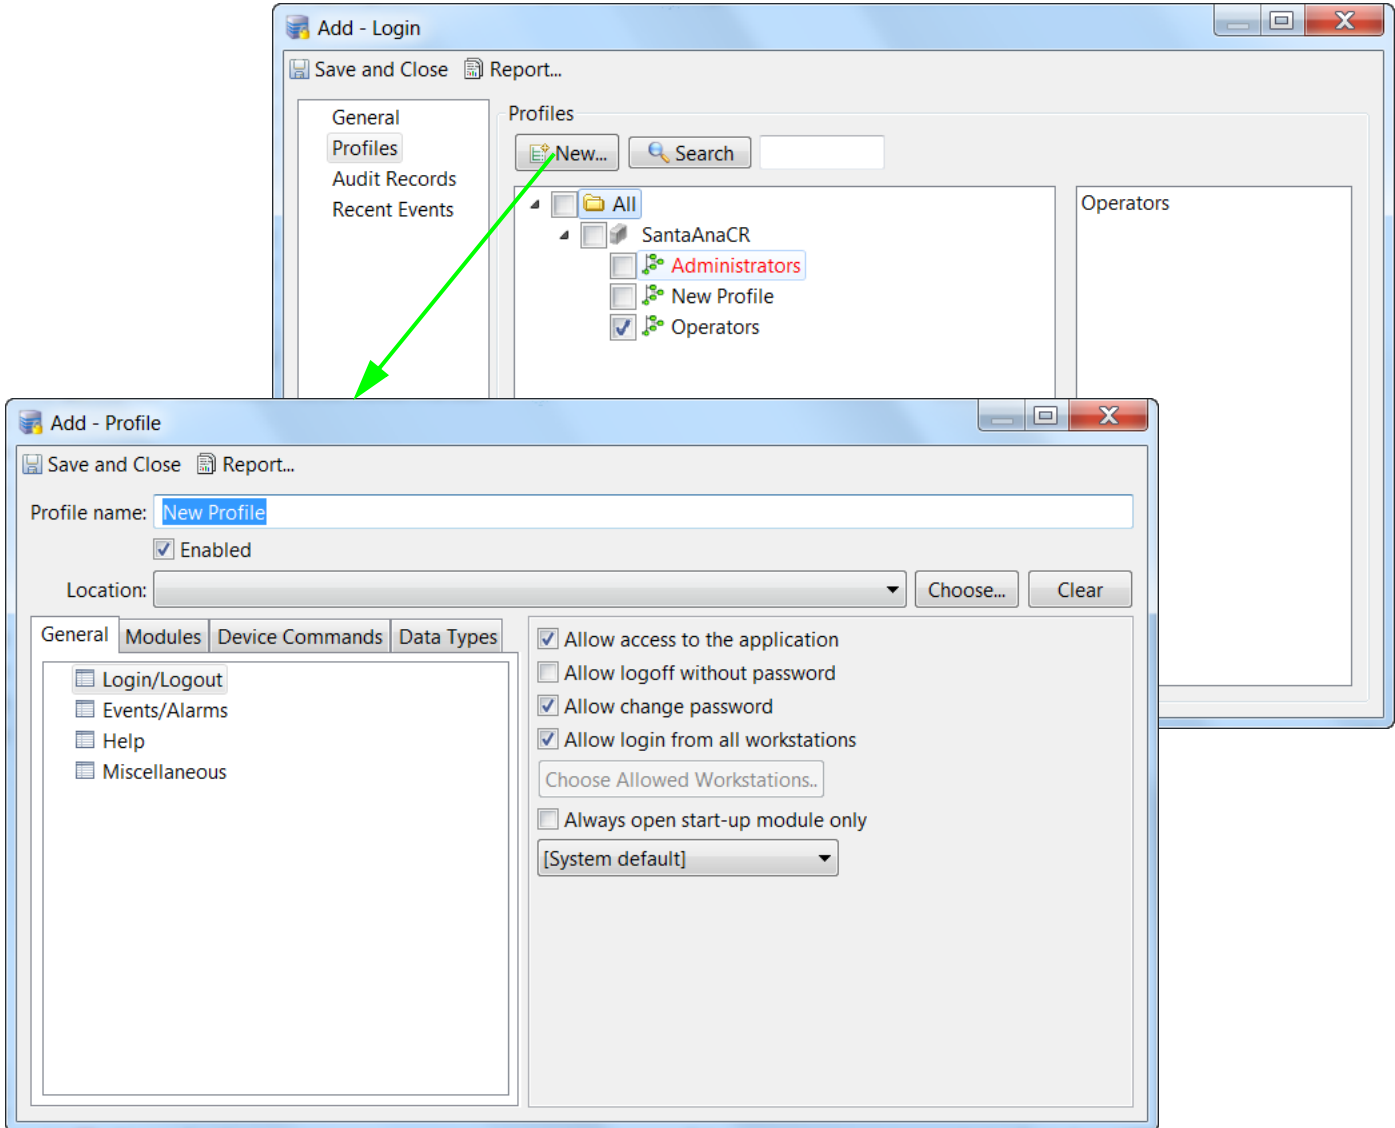 Add - Login
Save and Close Report...
General
Profiles
Audit Records
Recent Events
Profiles
New... Search
All
SantaAnaCR
Administrators
New Profile
Operators
Operators
Add - Profile
Save and Close Report...
Profile name: New Profile
Enabled
Location: Choose... Clear
General Modules Device Commands Data Types
Login/Logout
Events/Alarms
Help
Miscellaneous
Allow access to the application
Allow logoff without password
Allow change password
Allow login from all workstations
Choose Allowed Workstations..
Always open start-up module only
[System default]